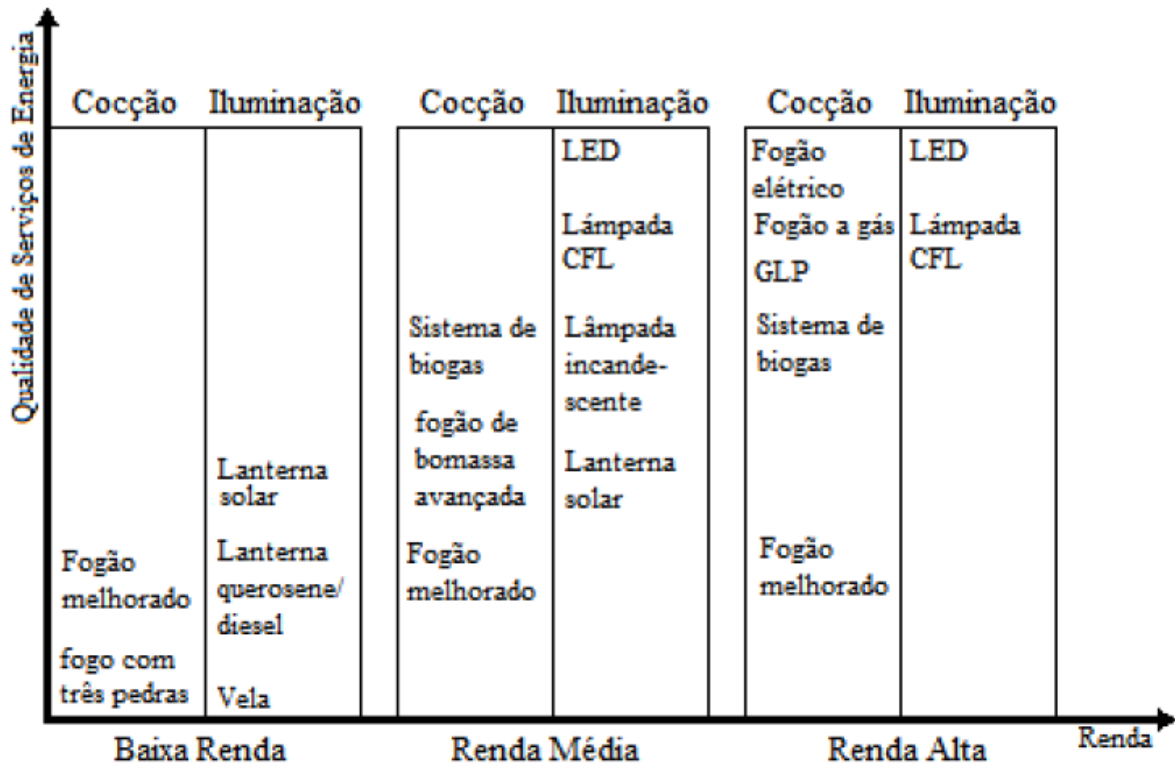 Qualidade de Serviços de Energia
Cocção
Iluminação
Fogão
melhorado
fogo com
três pedras
Lanterna
solar
Lanterna
querosene/
diesel
Vela
Baixa Renda
Cocção
Iluminação
Sistema de
biogas
fogão de
bomassa
avançada
Fogão
melhorado
LED
Lámpada
CFL
Lâmpada
incande-
scente
Lanterna
solar
Renda Média
Cocção
Iluminação
Fogão
elétrico
Fogão a gás
GLP
Sistema de
biogas
Fogão
melhorado
LED
Lámpada
CFL
Renda Alta
Renda